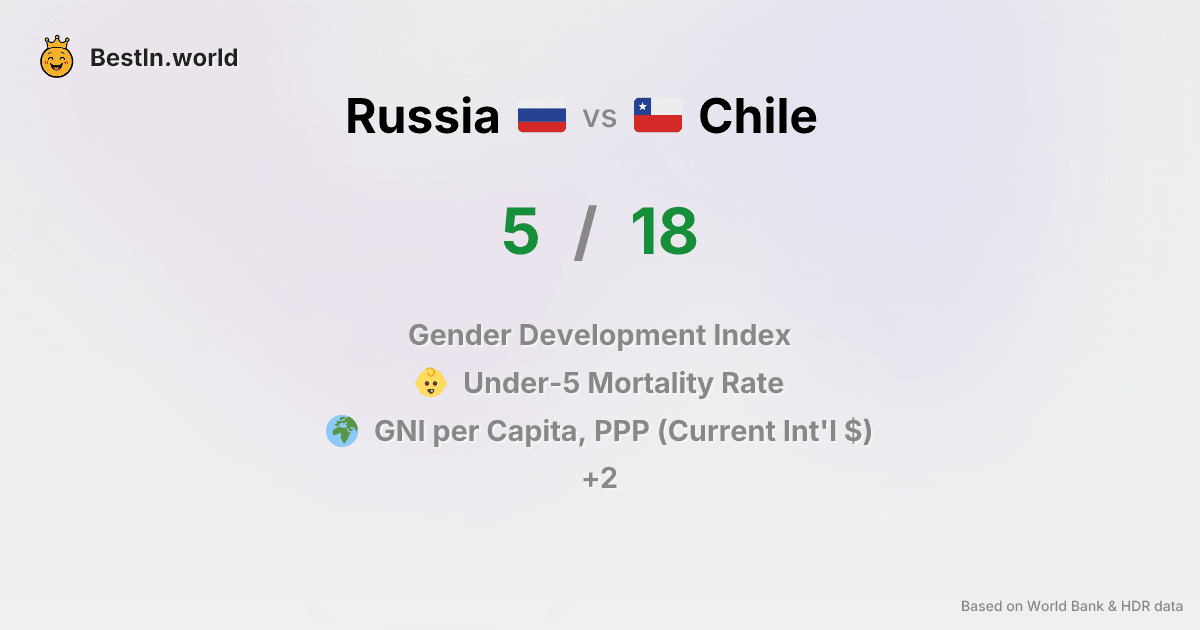 BestIn.world
Russia vs Chile
5 / 18
Gender Development Index
Under-5 Mortality Rate
GNI per Capita, PPP (Current Int'l $)
+2
Based on World Bank & HDR data